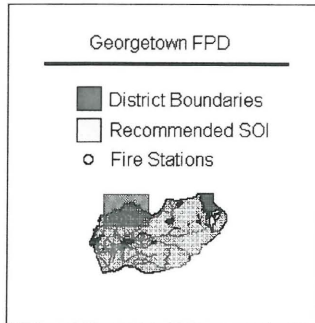 Georgetown FPD
District Boundaries
Recommended SOI
Fire Stations